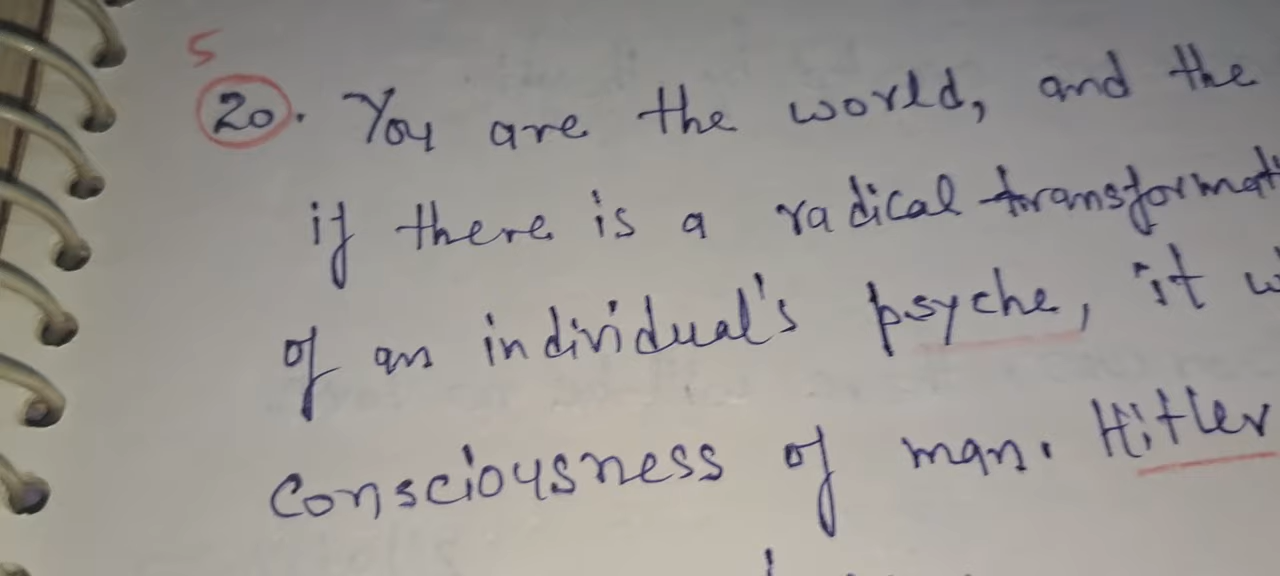 5
20. You are the world, and the
if there is a radical
of an individual's psyche, it
consciousness of man. Hitler